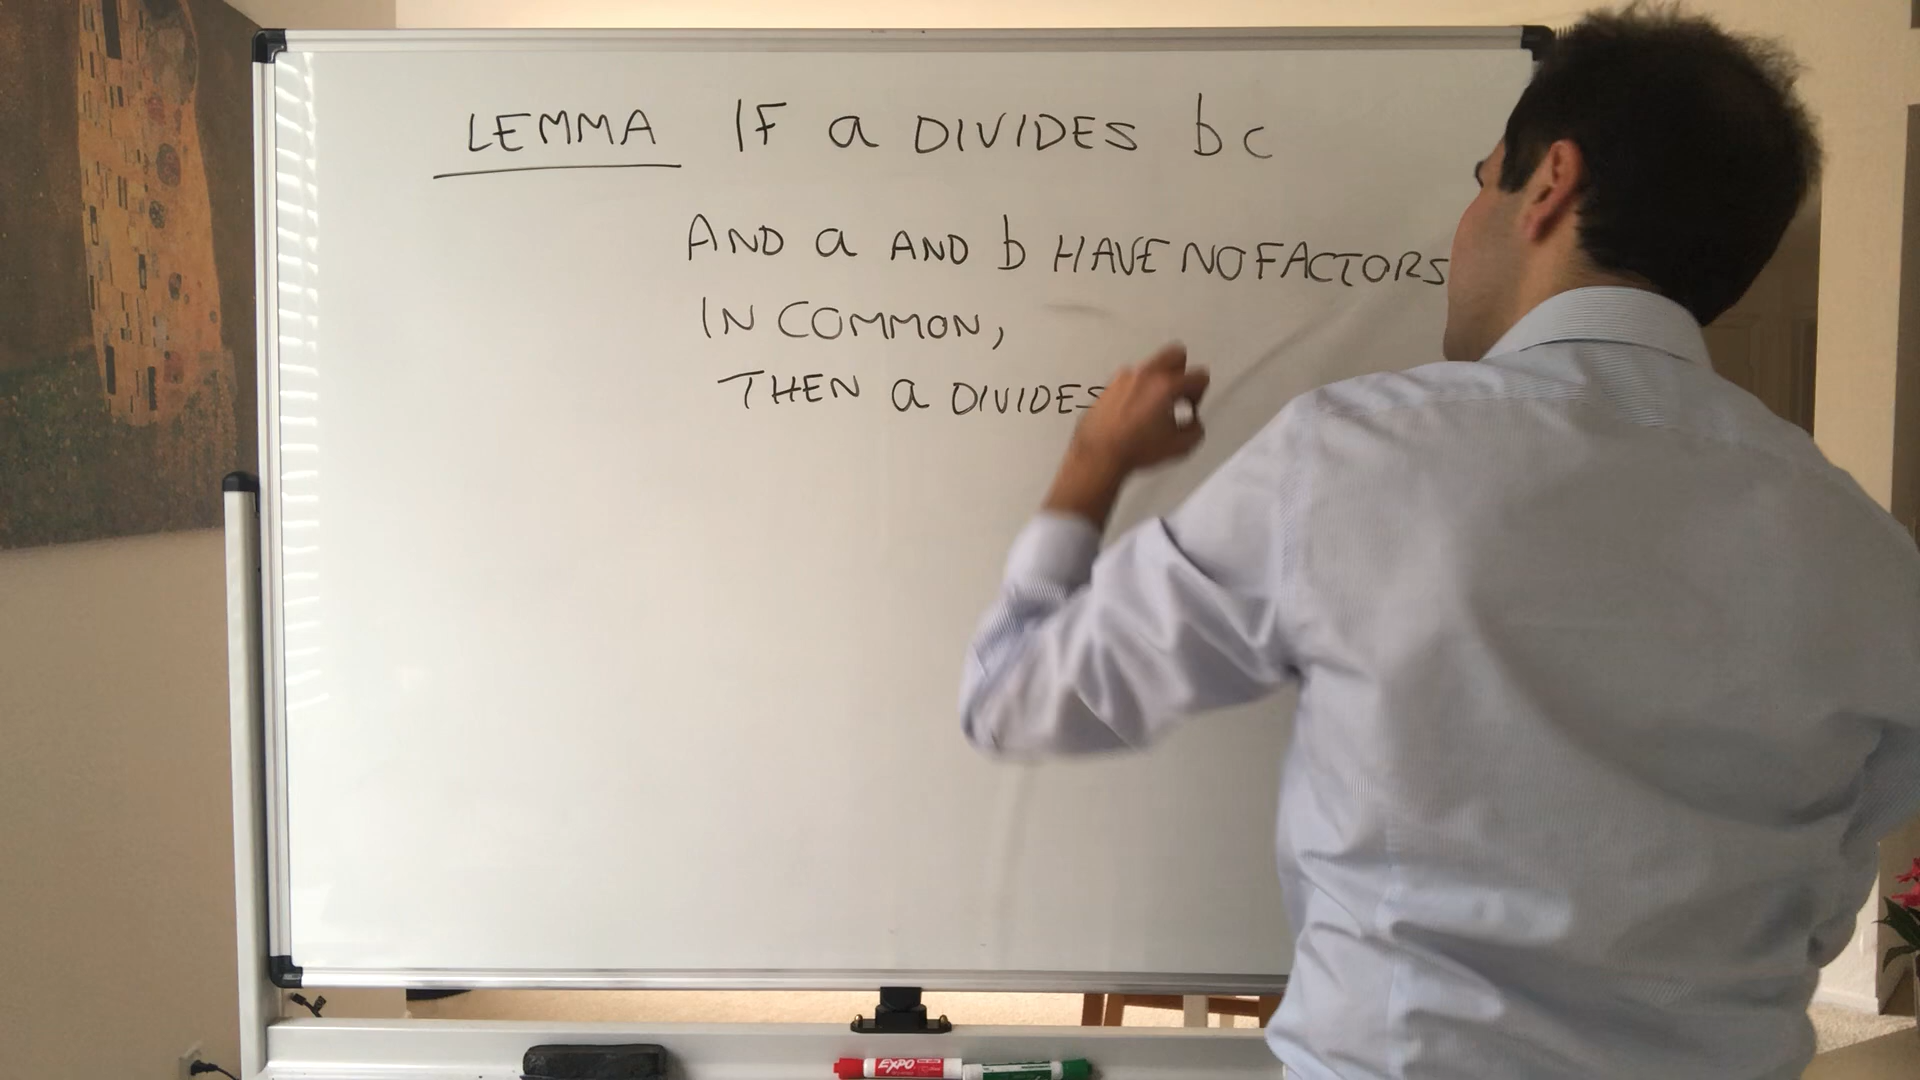 LEMMA IF a DIVIDES bc
AND a AND b HAVE NO FACTORS
IN COMMON,
THEN a DIVIDES
EXPO